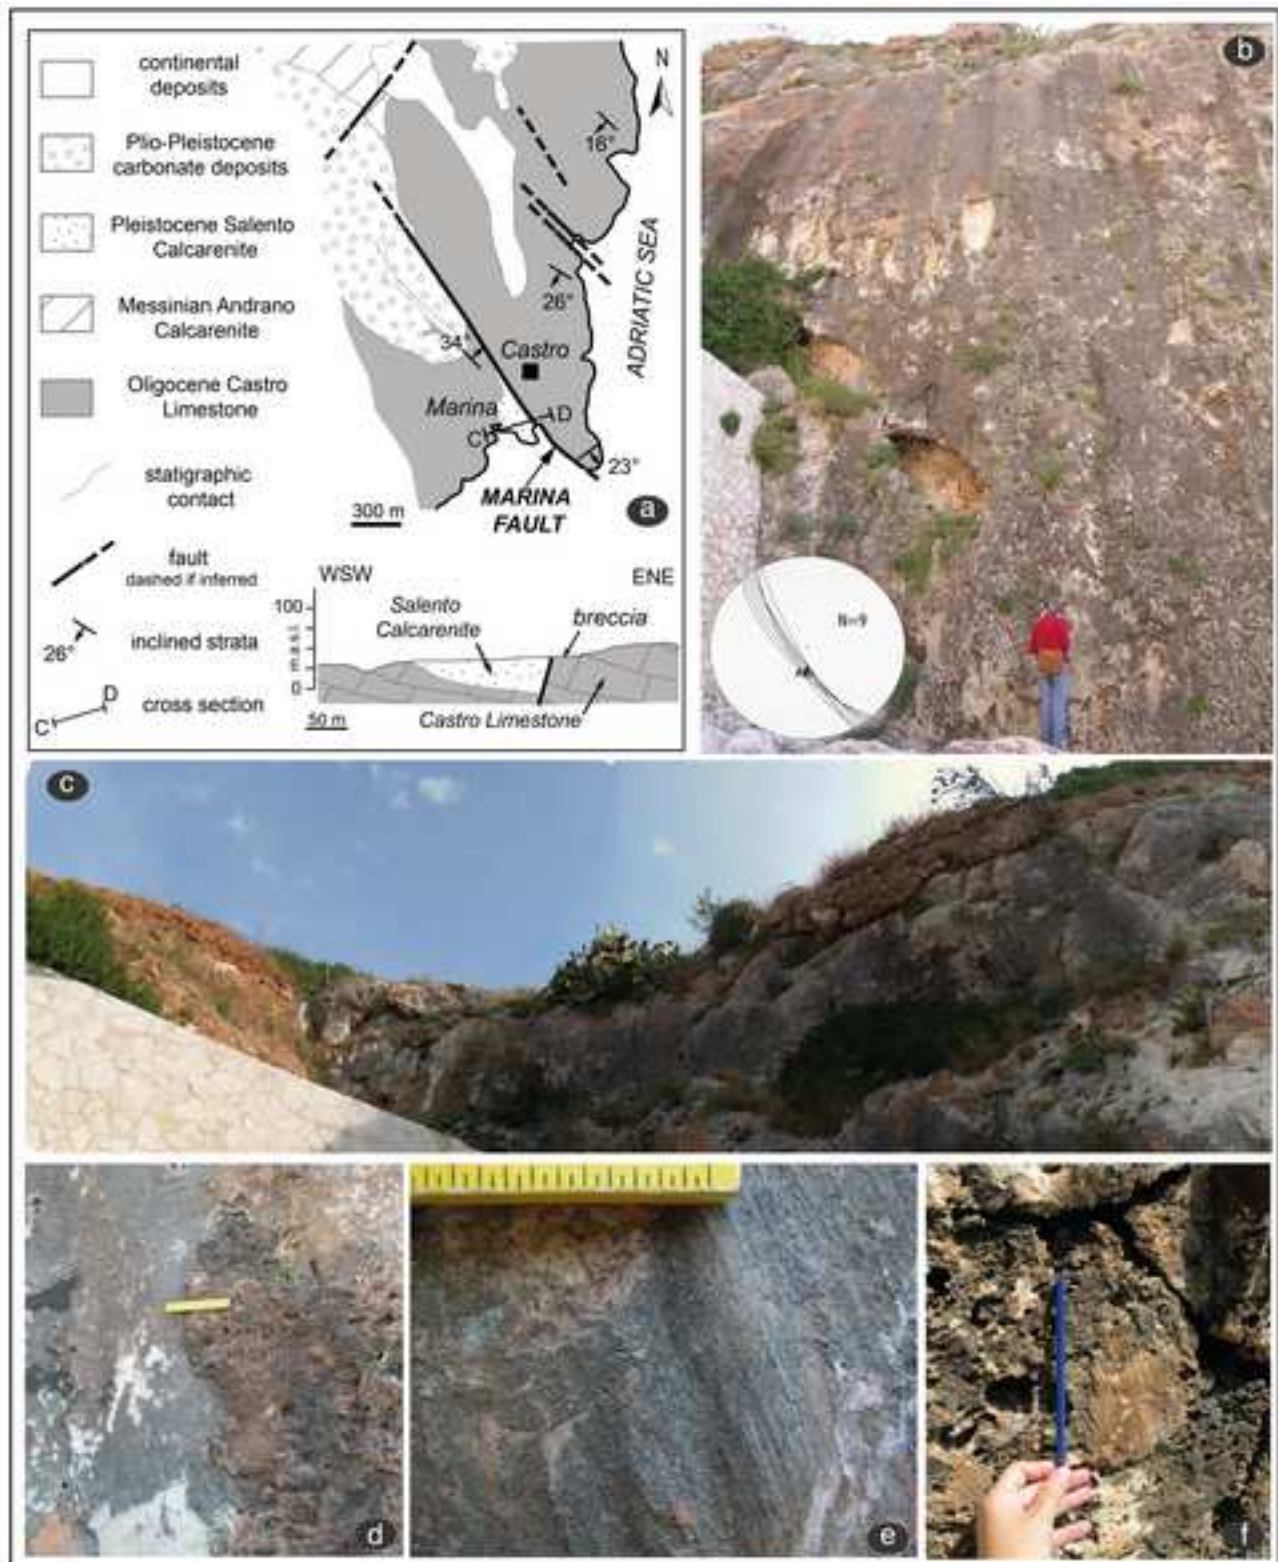 continental
deposits
Plio-Pleistocene
carbonate deposits
Pleistocene Salento
Calcarenite
Messinian Andrano
Calcarenite
Oligocene Castro
Limestone
statigraphic
contact
fault
dashed if inferred
26°
inclined strata
C
D
cross section
N
16°
ADRIATIC SEA
26°
34°
Castro
Marina
C
D
23°
MARINA
FAULT
300 m
a
WSW
ENE
100
m a.s.l.
0
Salento
Calcarenite
breccia
50 m
Castro Limestone
b
N=9
c
d
e
f